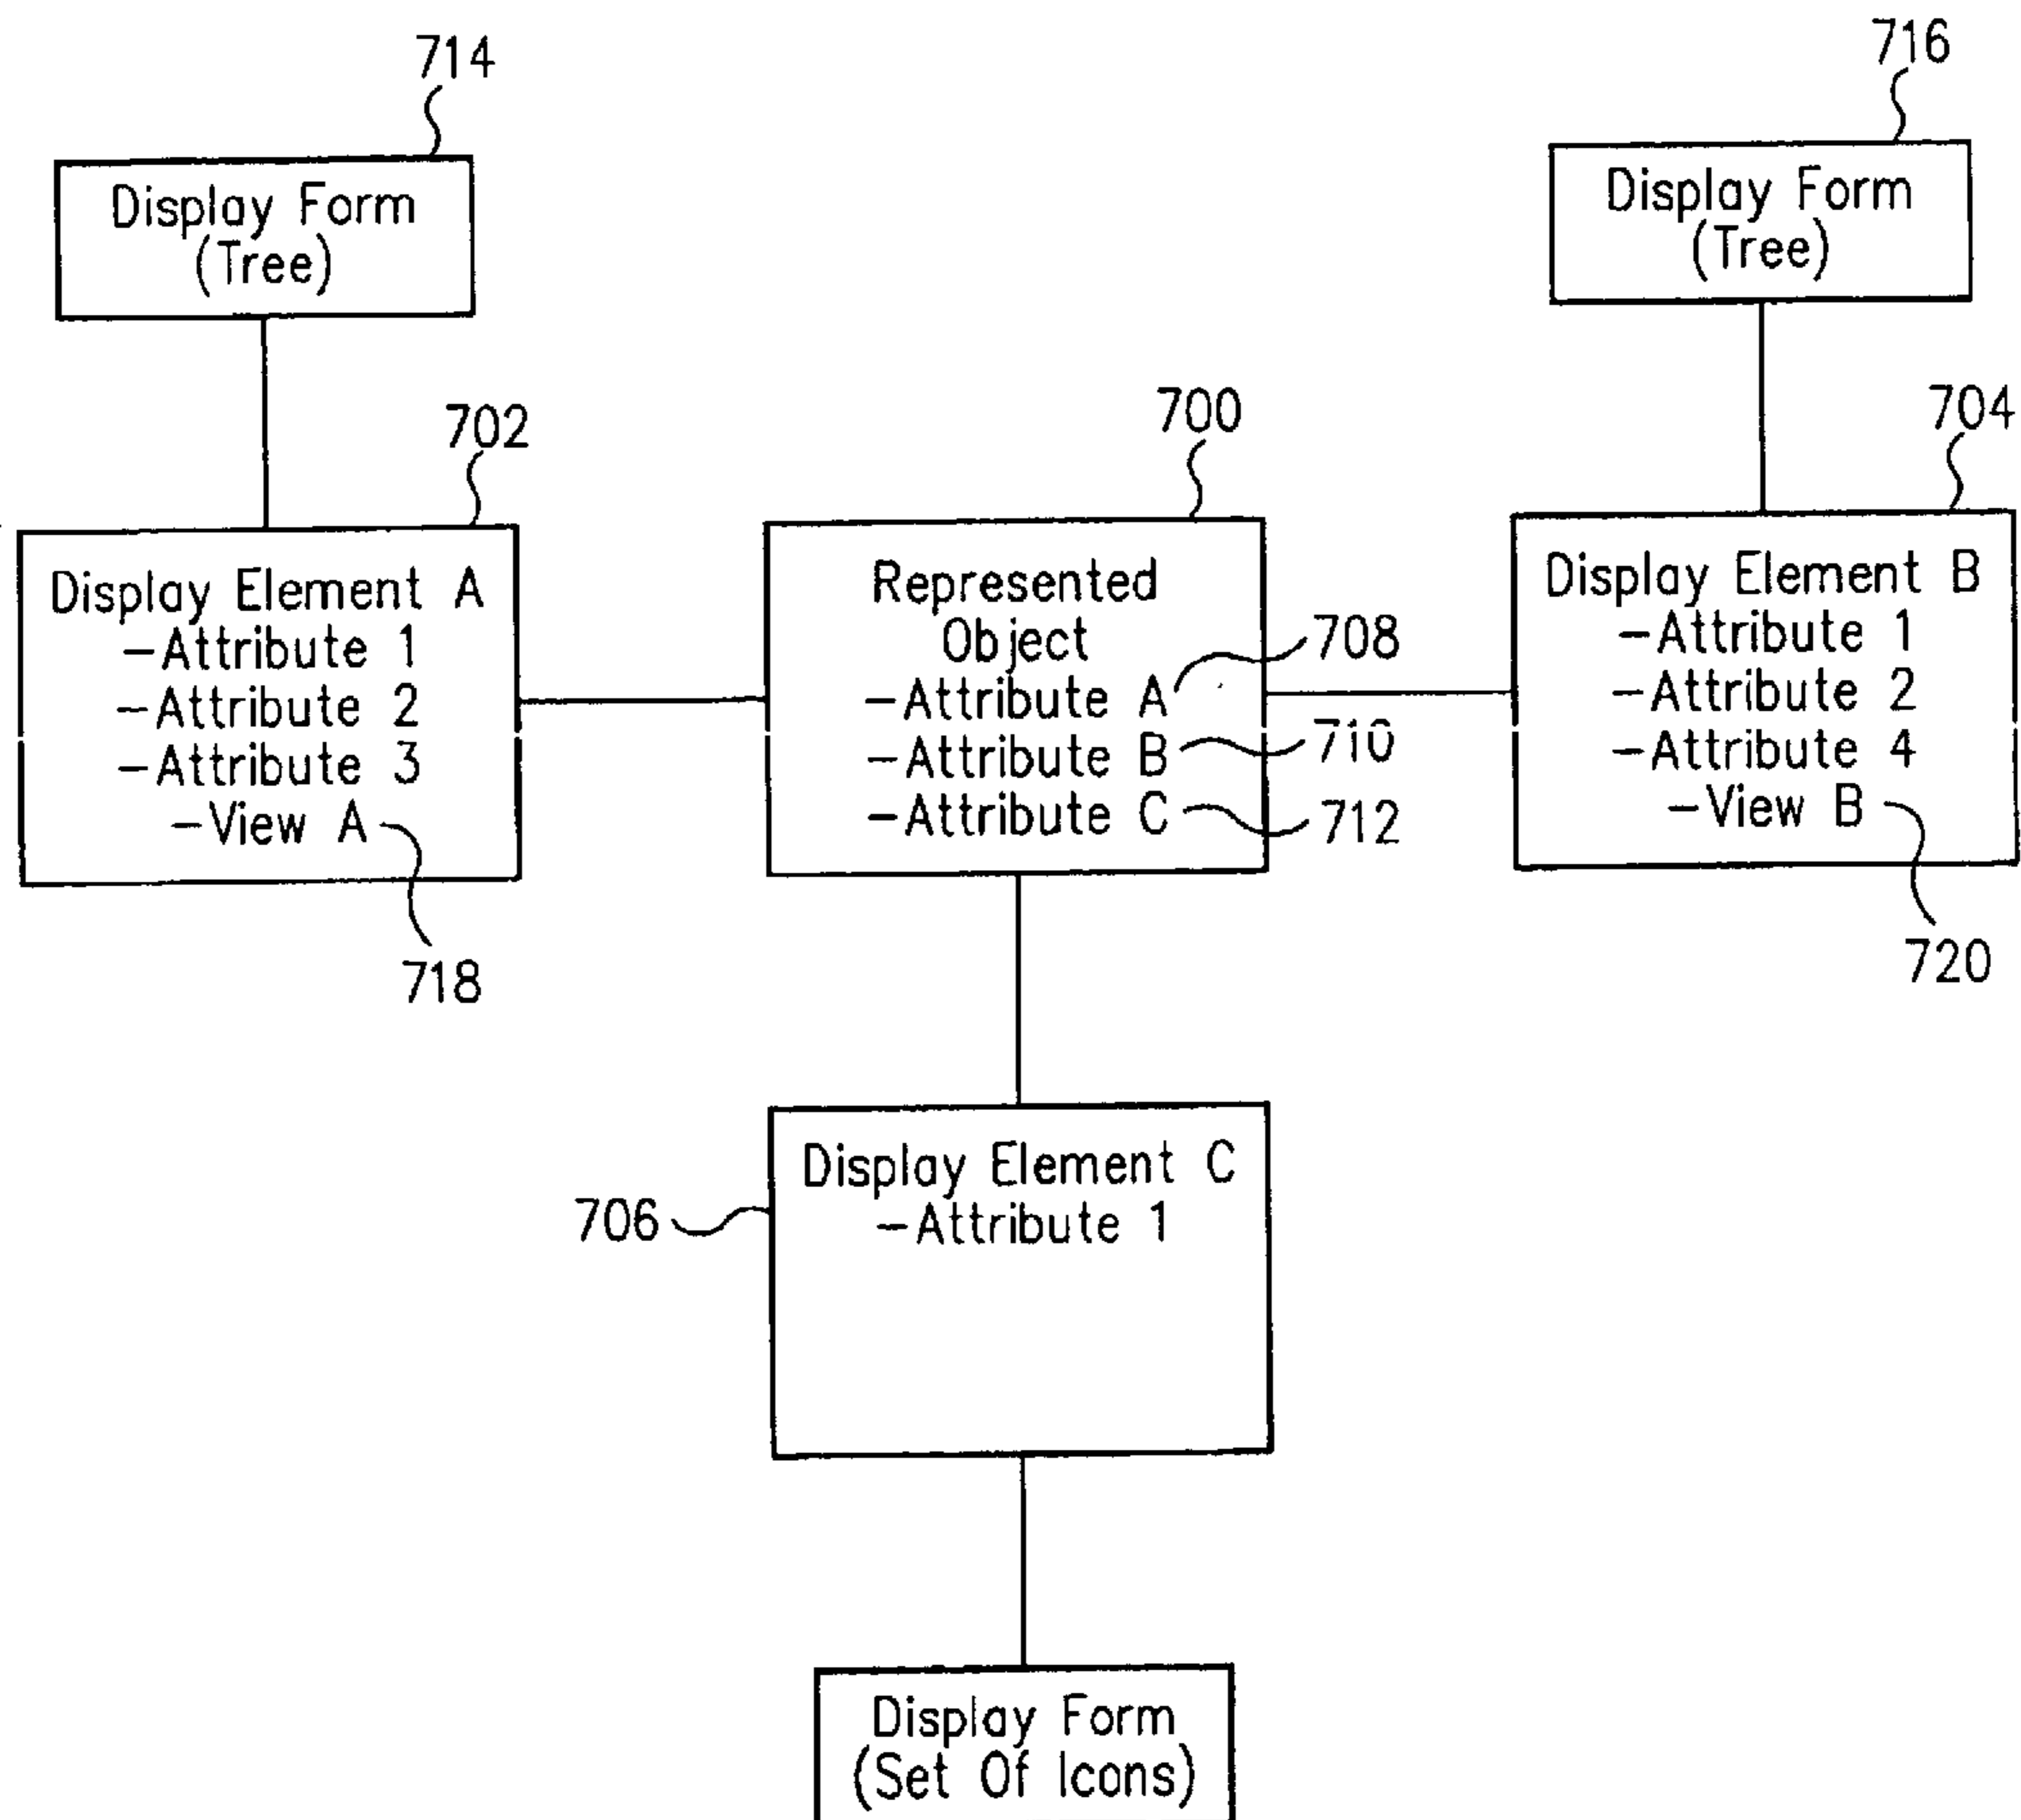 714
716
Display Form
(Tree)
Display Form
(Tree)
702
700
704
Display Element A
-Attribute 1
-Attribute 2
-Attribute 3
-View A
718
Represented
Object
-Attribute A
-Attribute B
-Attribute C
708
710
712
Display Element B
-Attribute 1
-Attribute 2
-Attribute 4
-View B
720
706
Display Element C
-Attribute 1
Display Form
(Set Of Icons)